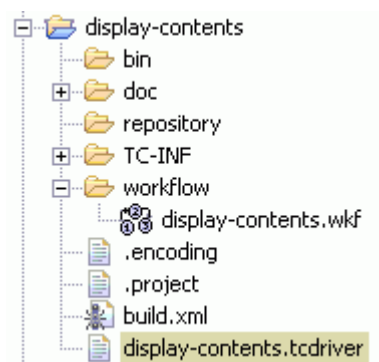 display-contents
bin
doc
repository
TC-INF
workflow
display-contents.wkf
.encoding
.project
build.xml
display-contents.tcdriver